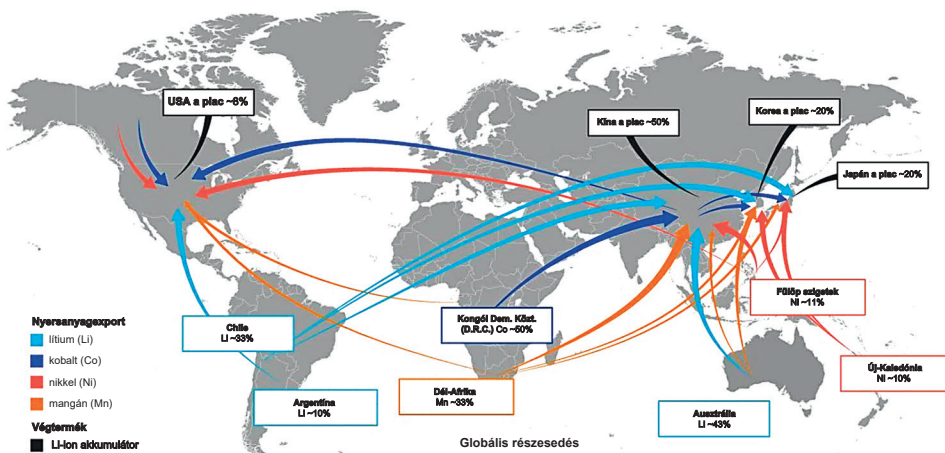 USA a piac ~6%
Kína a piac ~50%
Korea a piac ~20%
Japán a piac ~20%
Fülöp szigetek
Ni ~11%
Nyersanyagexport
lítium (Li)
kobalt (Co)
nikkel (Ni)
mangán (Mn)
Végtermék
Li-ion akkumulátor
Chile
Li ~33%
Kongói Dem. Közt.
(D.R.C.) Co ~60%
Új-Kaledónia
Ni ~10%
Argentína
Li ~10%
Dél-Afrika
Mn ~33%
Ausztrália
Li ~43%
Globális részesedés